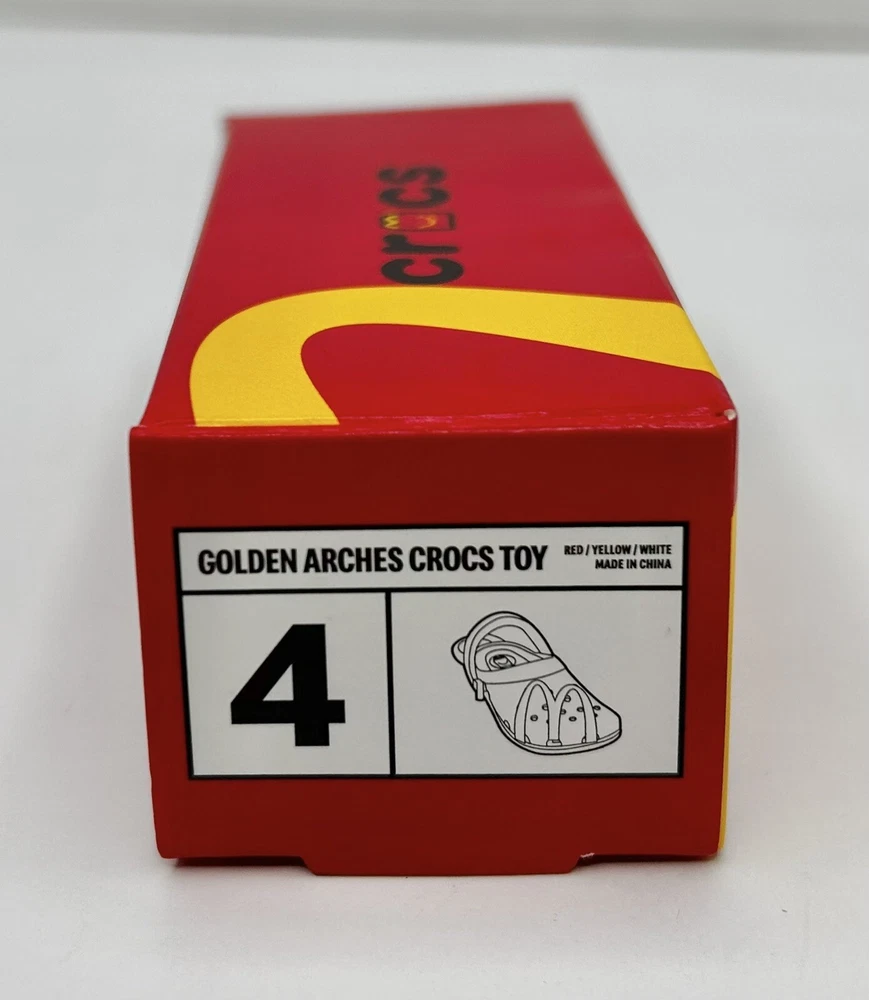 crocs
GOLDEN ARCHES CROCS TOY
RED / YELLOW / WHITE
MADE IN CHINA
4